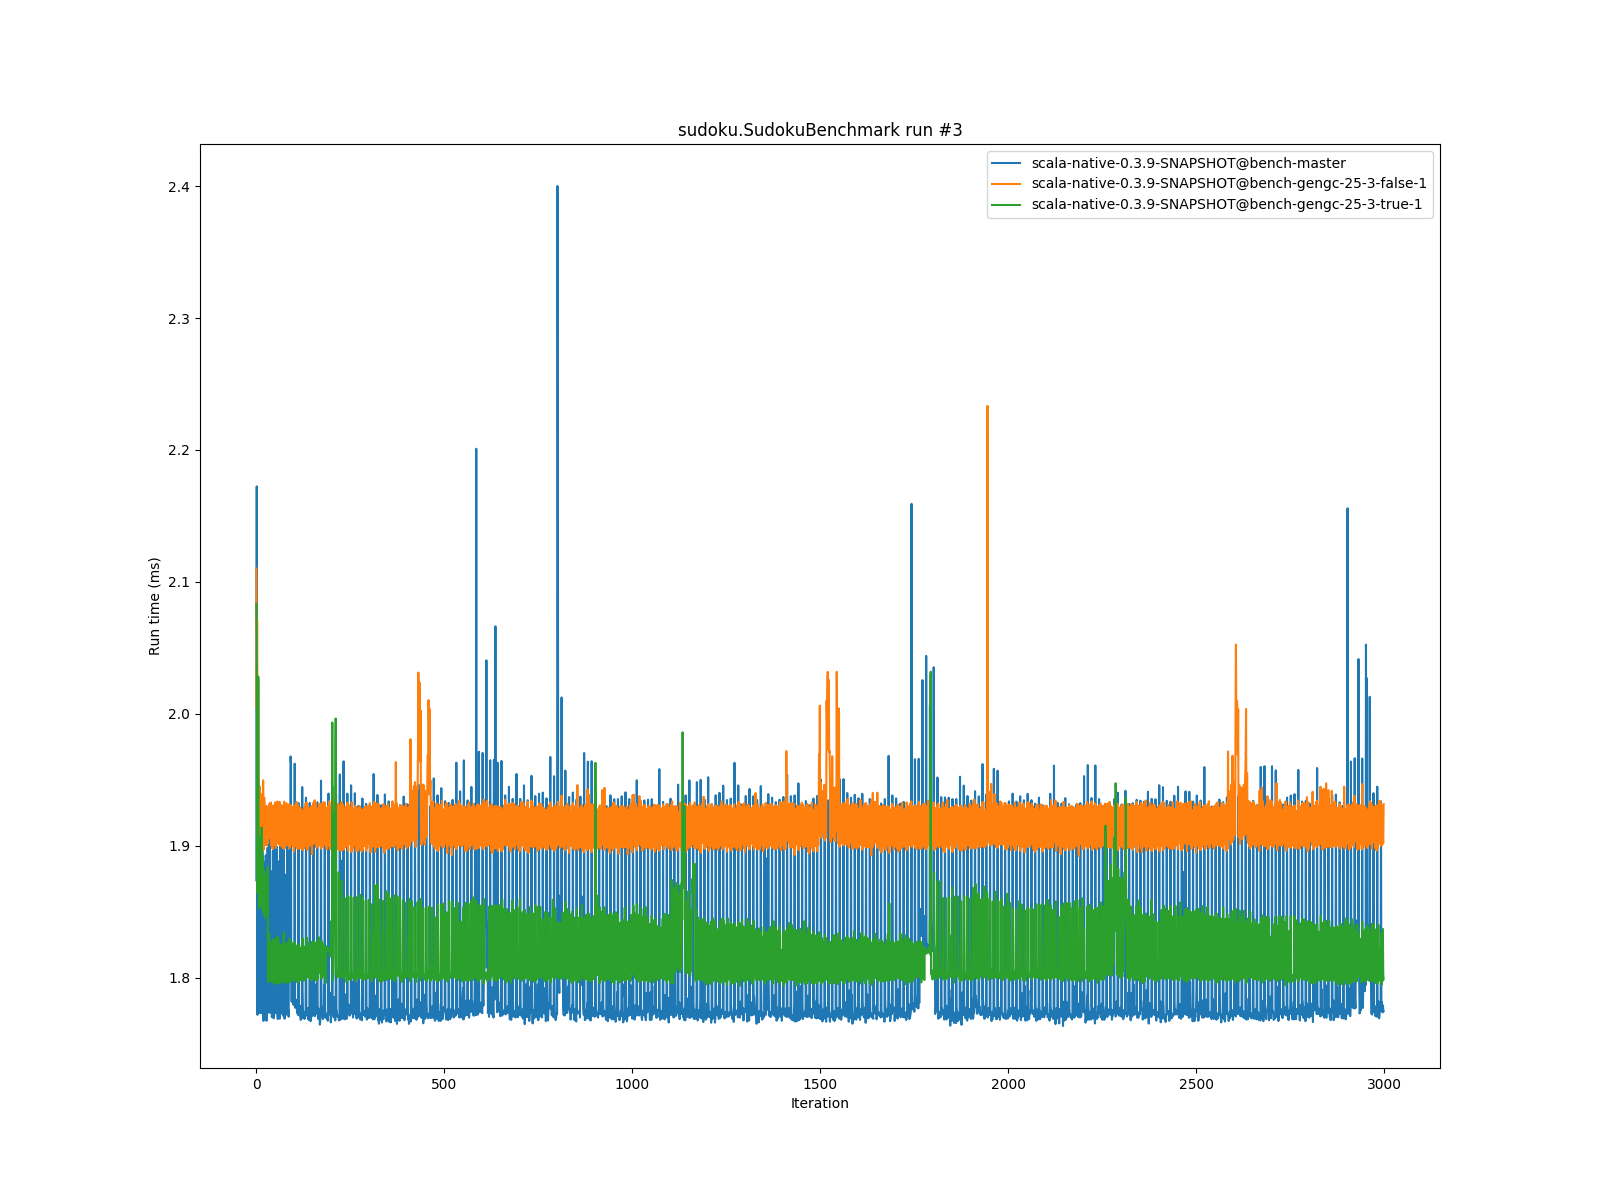 sudoku.SudokuBenchmark run #3
scala-native-0.3.9-SNAPSHOT@bench-master
scala-native-0.3.9-SNAPSHOT@bench-gengc-25-3-false-1
scala-native-0.3.9-SNAPSHOT@bench-gengc-25-3-true-1
2.4
2.3
2.2
2.1
2.0
1.9
1.8
Run time (ms)
0 500 1000 1500 2000 2500 3000
Iteration